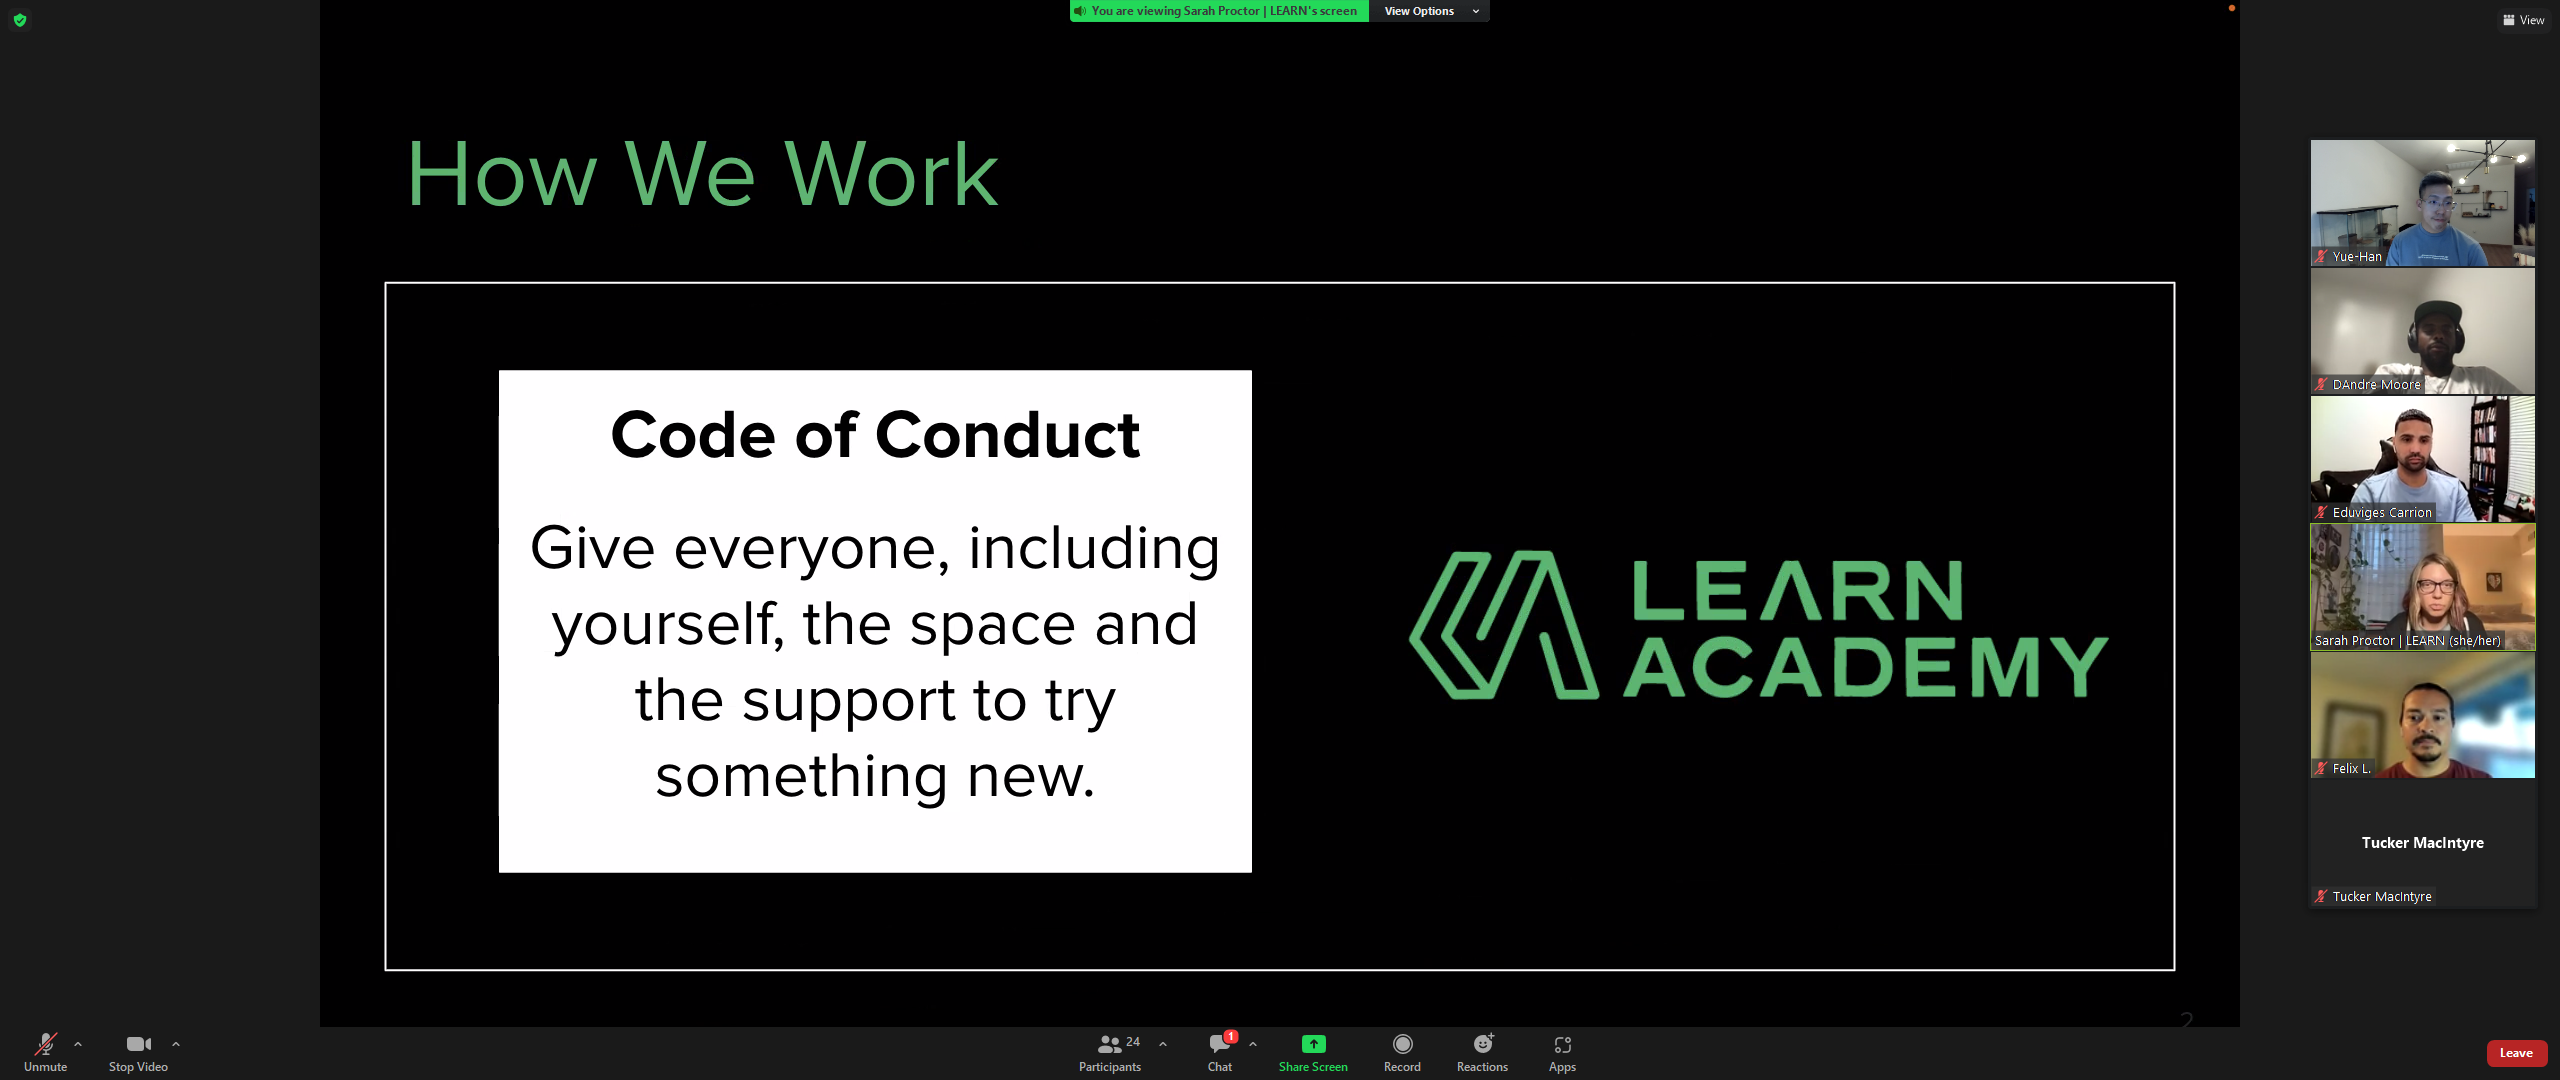 You are viewing Sarah Proctor | LEARN's screen
View Options
View
How We Work
Code of Conduct
Give everyone, including
yourself, the space and
the support to try
something new.
LEARN
ACADEMY
Yue-Han
DAndre Moore
Eduviges Carrion
Sarah Proctor | LEARN (she/her)
Felix L.
Tucker MacIntyre
Tucker MacIntyre
2
Unmute
Stop Video
24
Participants
1
Chat
Share Screen
Record
Reactions
Apps
Leave